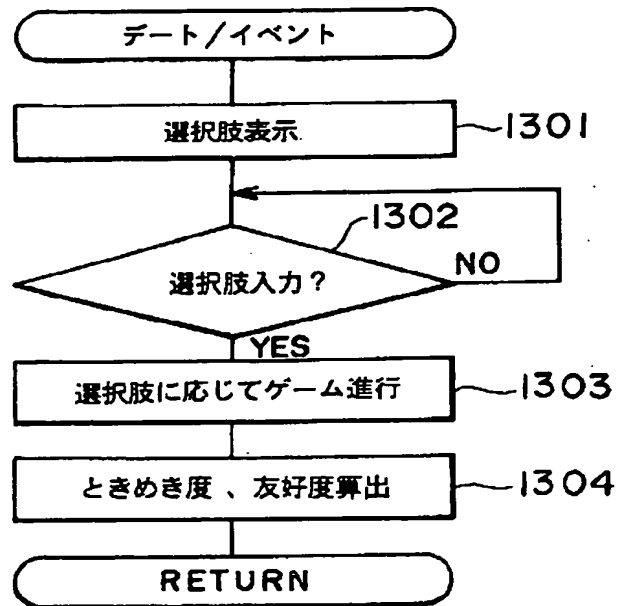 デート/イベント
選択肢表示
1301
1302
選択肢入力?
NO
YES
選択肢に応じてゲーム進行
1303
ときめき度、友好度算出
1304
RETURN